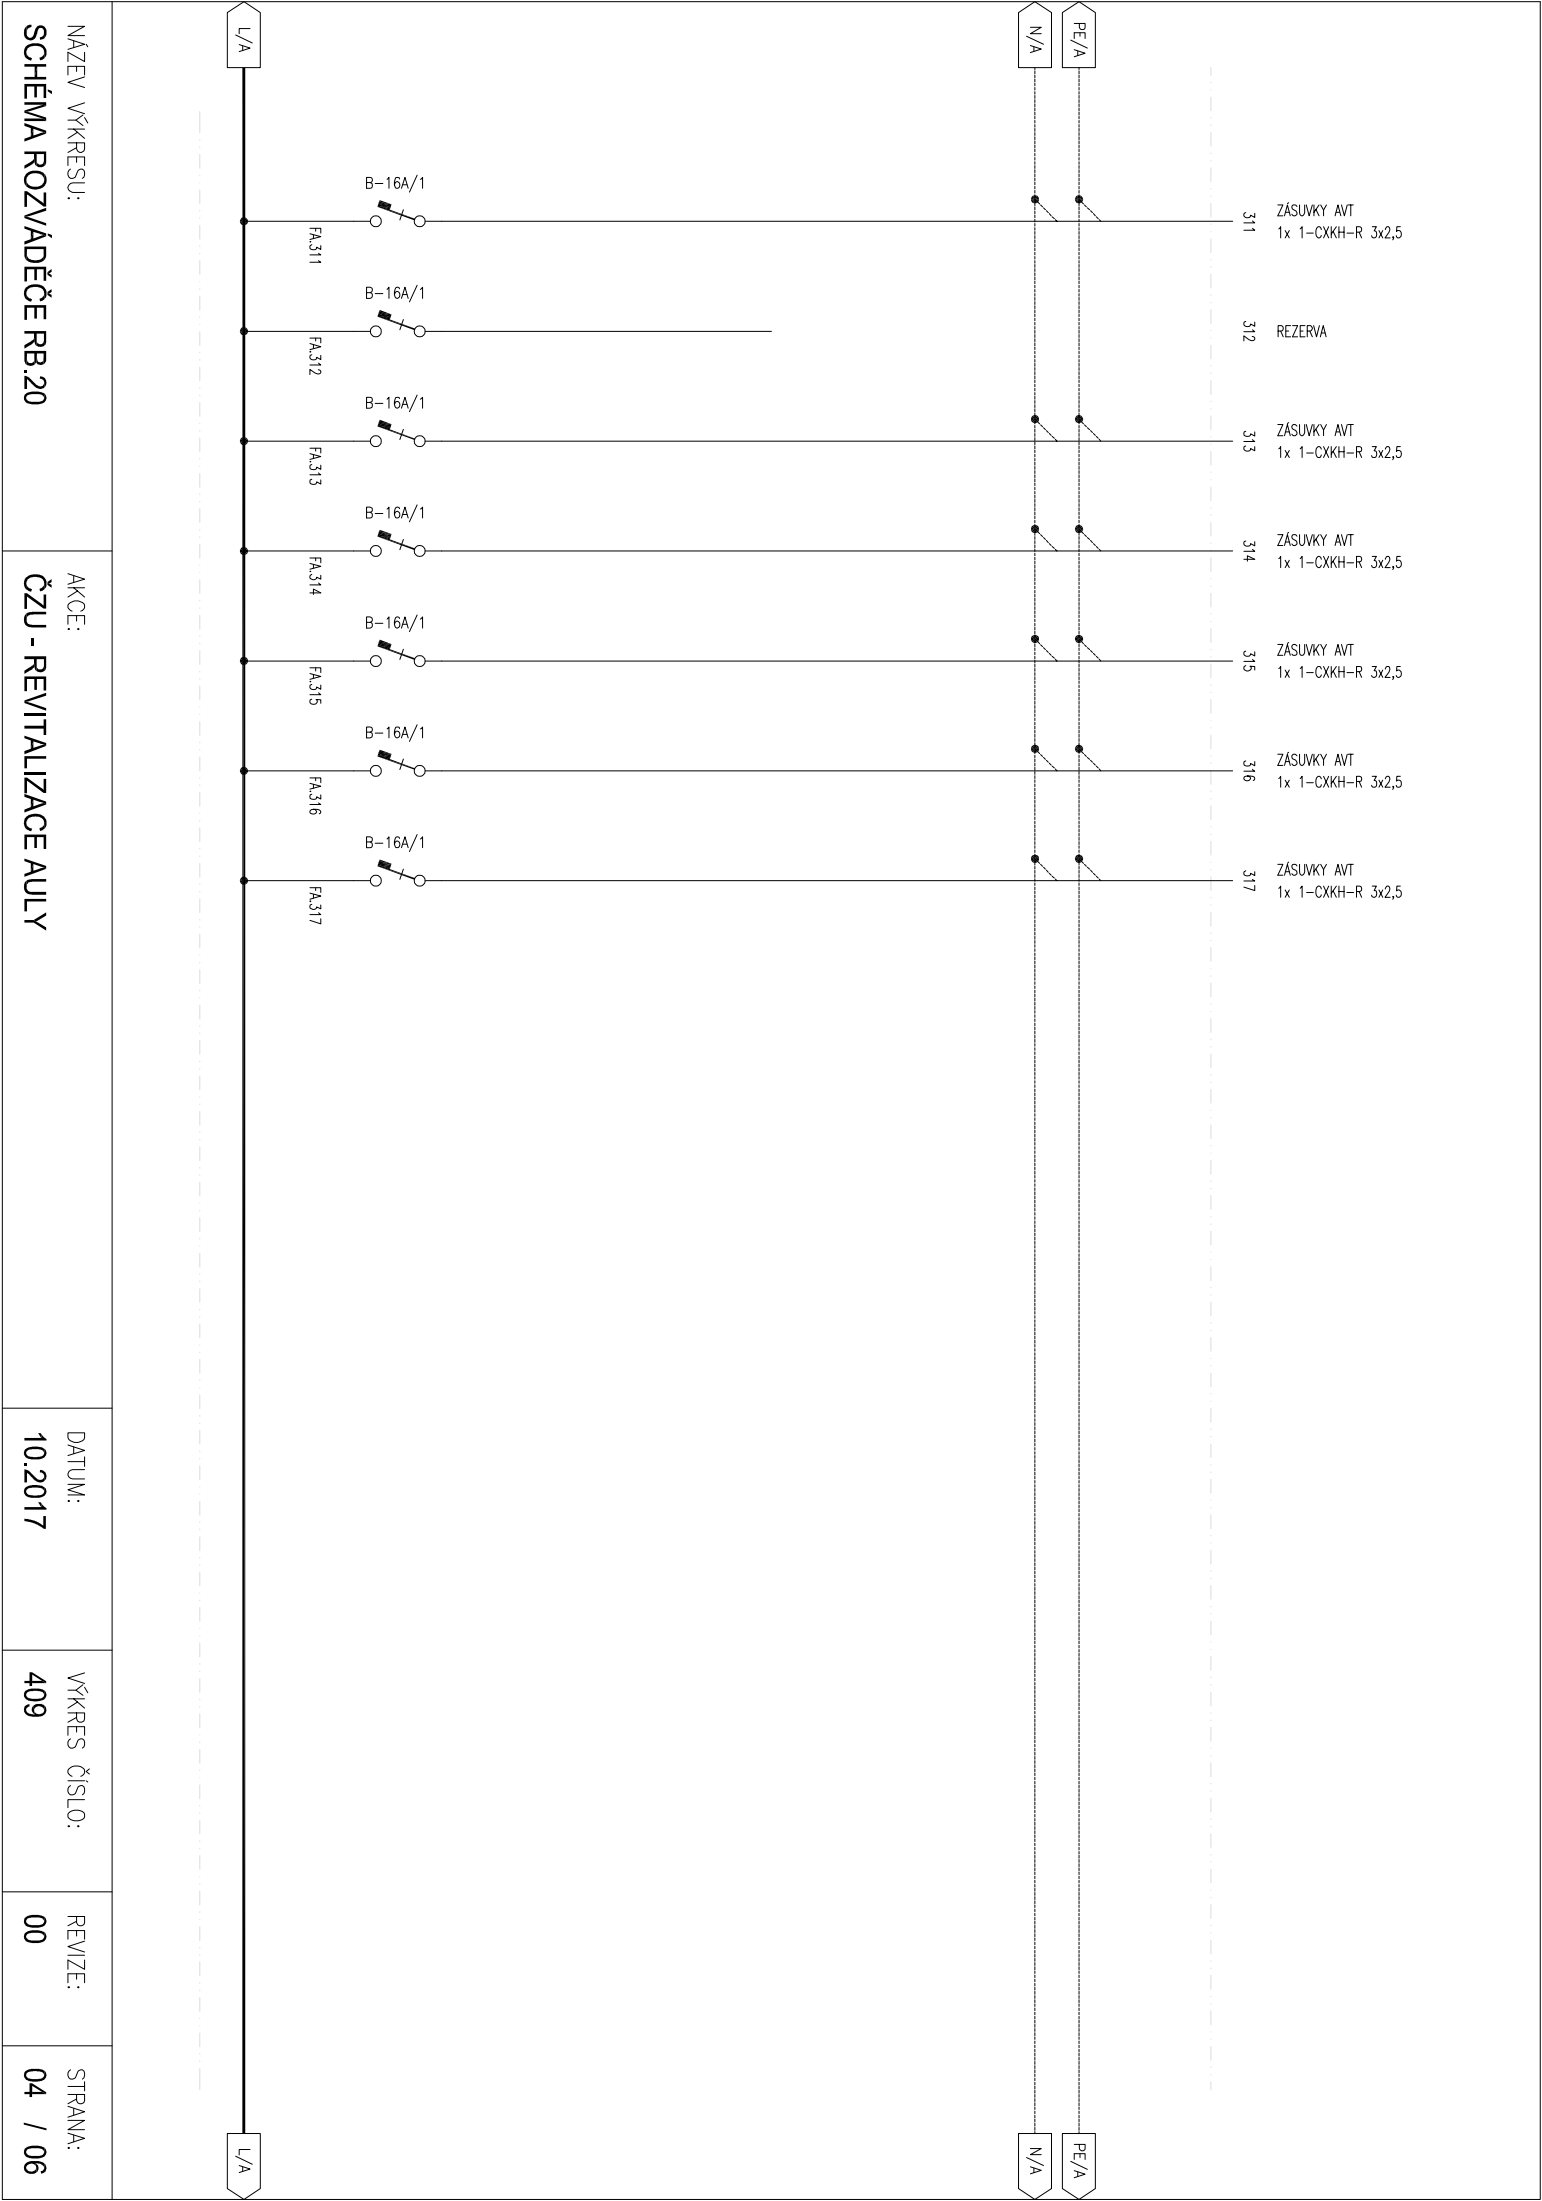 L/A
N/A
PE/A
B-16A/1
FA.311
311
ZÁSUVKY AVT
1x 1-CXKH-R 3x2,5
B-16A/1
FA.312
312
REZERVA
B-16A/1
FA.313
313
ZÁSUVKY AVT
1x 1-CXKH-R 3x2,5
B-16A/1
FA.314
314
ZÁSUVKY AVT
1x 1-CXKH-R 3x2,5
B-16A/1
FA.315
315
ZÁSUVKY AVT
1x 1-CXKH-R 3x2,5
B-16A/1
FA.316
316
ZÁSUVKY AVT
1x 1-CXKH-R 3x2,5
B-16A/1
FA.317
317
ZÁSUVKY AVT
1x 1-CXKH-R 3x2,5
L/A
N/A
PE/A
NÁZEV VÝKRESU:
SCHÉMA ROZVÁDĚČE RB.20
AKCE:
ČZU - REVITALIZACE AULY
DATUM:
10.2017
VÝKRES ČÍSLO:
409
REVIZE:
00
STRANA:
04 / 06